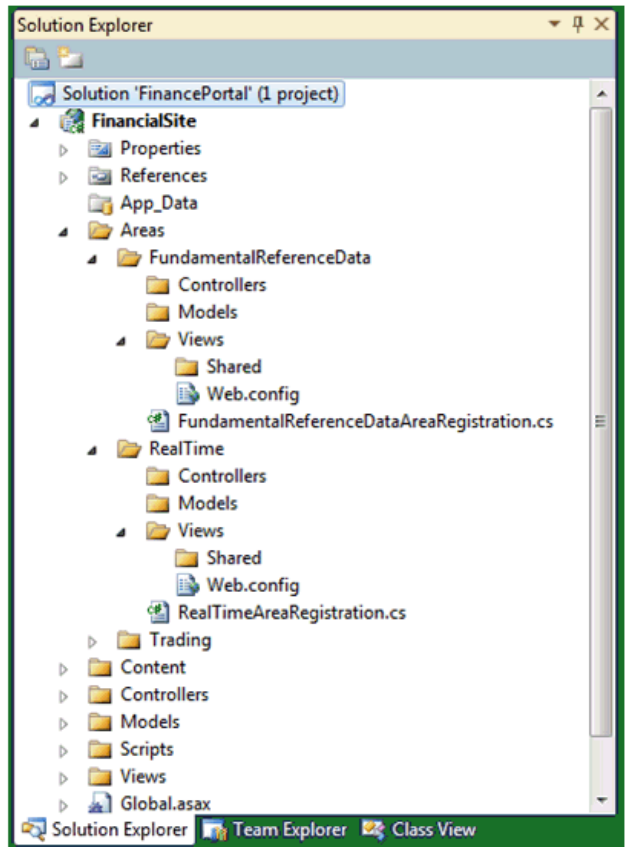 Solution Explorer
Solution 'FinancePortal' (1 project)
FinancialSite
Properties
References
App_Data
Areas
FundamentalReferenceData
Controllers
Models
Views
Shared
Web.config
FundamentalReferenceDataAreaRegistration.cs
RealTime
Controllers
Models
Views
Shared
Web.config
RealTimeAreaRegistration.cs
Trading
Content
Controllers
Models
Scripts
Views
Global.asax
Solution Explorer Team Explorer Class View